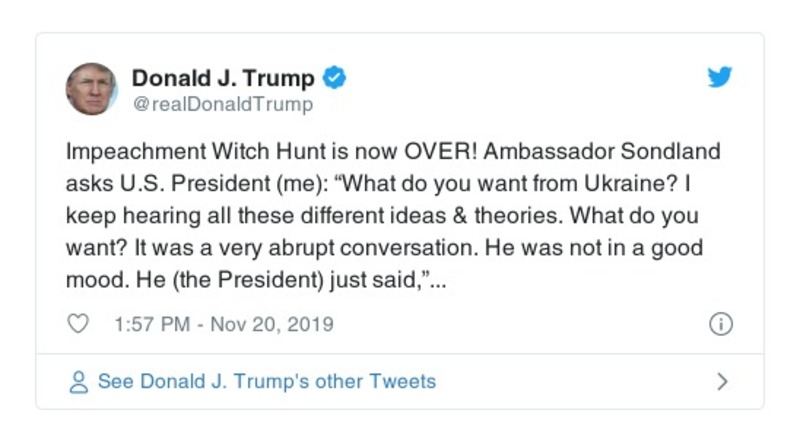 Donald J. Trump
@realDonaldTrump
Impeachment Witch Hunt is now OVER! Ambassador Sondland
asks U.S. President (me): “What do you want from Ukraine? I
keep hearing all these different ideas & theories. What do you
want? It was a very abrupt conversation. He was not in a good
mood. He (the President) just said,”...
1:57 PM - Nov 20, 2019
See Donald J. Trump's other Tweets